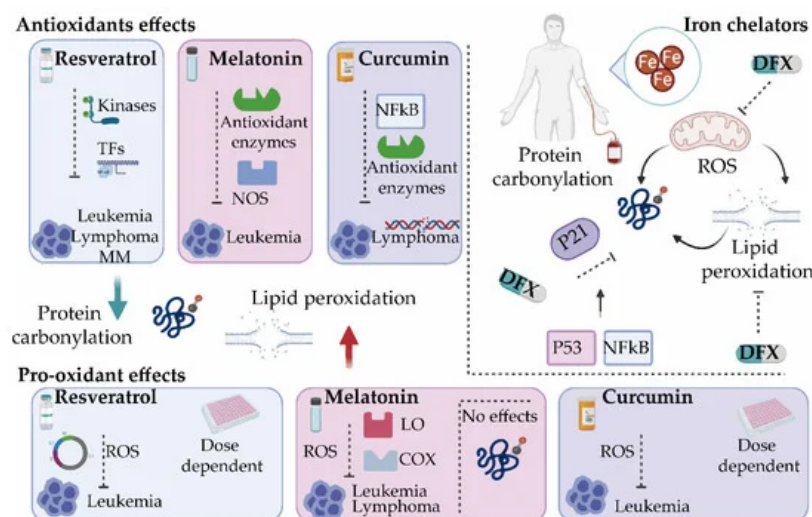 Antioxidants effects
Resveratrol
Kinases
TFs
Leukemia
Lymphoma
MM
Melatonin
Antioxidant
enzymes
NOS
Leukemia
Curcumin
NFkB
Antioxidant
enzymes
Lymphoma
Iron chelators
Fe
Fe
Fe
DFX
ROS
Protein
carbonylation
P21
DFX
Lipid
peroxidation
P53
NFkB
DFX
Protein
carbonylation
Lipid peroxidation
Pro-oxidant effects
Resveratrol
ROS
Dose
dependent
Leukemia
Melatonin
ROS
LO
COX
Leukemia
Lymphoma
No effects
Curcumin
ROS
Dose
dependent
Leukemia